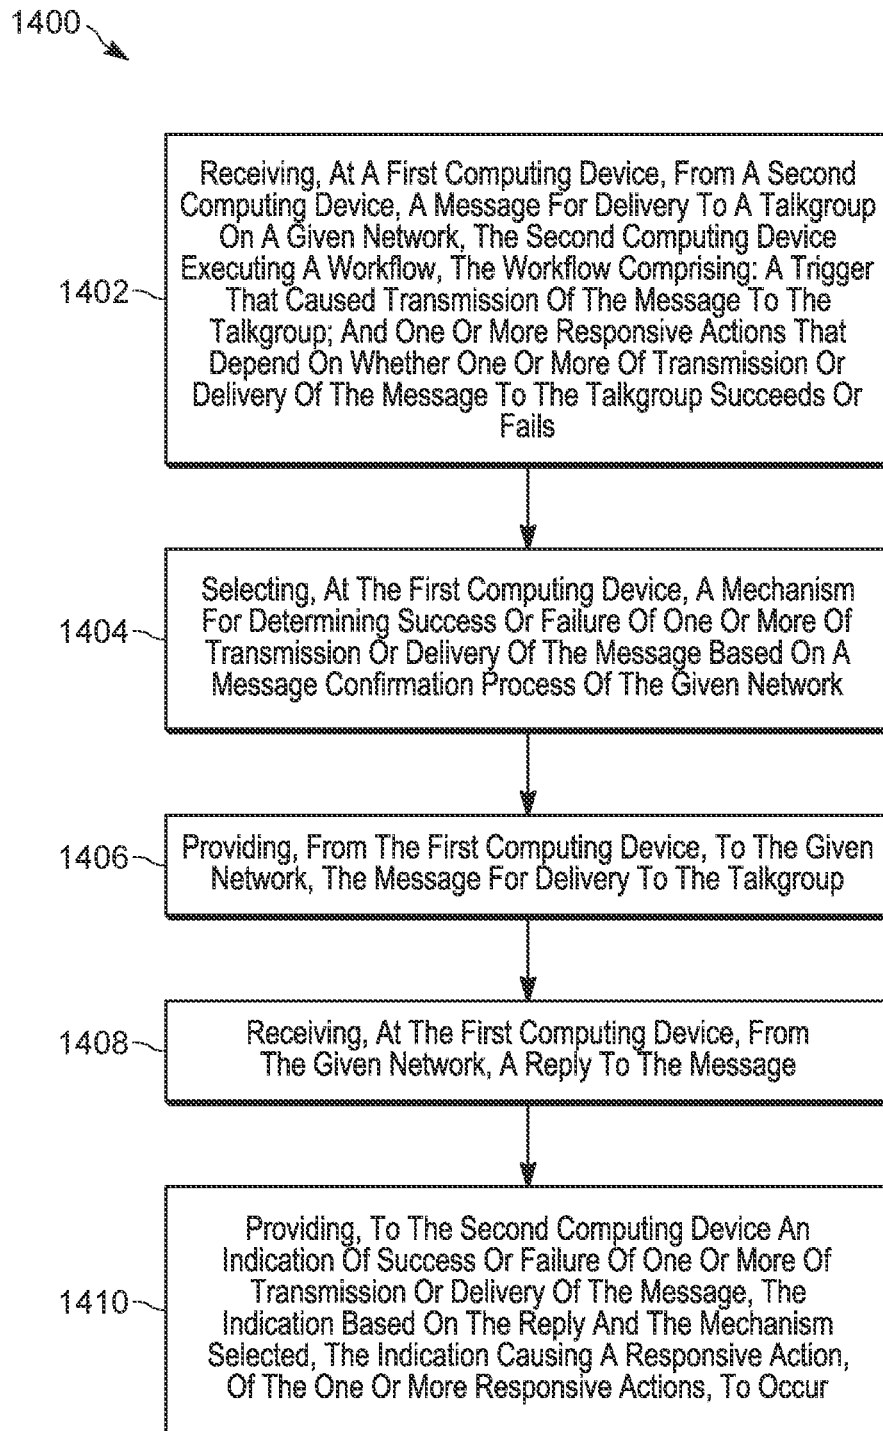 1400
Receiving, At A First Computing Device, From A Second
Computing Device, A Message For Delivery To A Talkgroup
On A Given Network, The Second Computing Device
Executing A Workflow, The Workflow Comprising: A Trigger
That Caused Transmission Of The Message To The
Talkgroup; And One Or More Responsive Actions That
Depend On Whether One Or More Of Transmission Or
Delivery Of The Message To The Talkgroup Succeeds Or
Fails
1402
Selecting, At The First Computing Device, A Mechanism
For Determining Success Or Failure Of One Or More Of
Transmission Or Delivery Of The Message Based On A
Message Confirmation Process Of The Given Network
1404
Providing, From The First Computing Device, To The Given
Network, The Message For Delivery To The Talkgroup
1406
Receiving, At The First Computing Device, From
The Given Network, A Reply To The Message
1408
Providing, To The Second Computing Device An
Indication Of Success Or Failure Of One Or More Of
Transmission Or Delivery Of The Message, The
Indication Based On The Reply And The Mechanism
Selected, The Indication Causing A Responsive Action,
Of The One Or More Responsive Actions, To Occur
1410